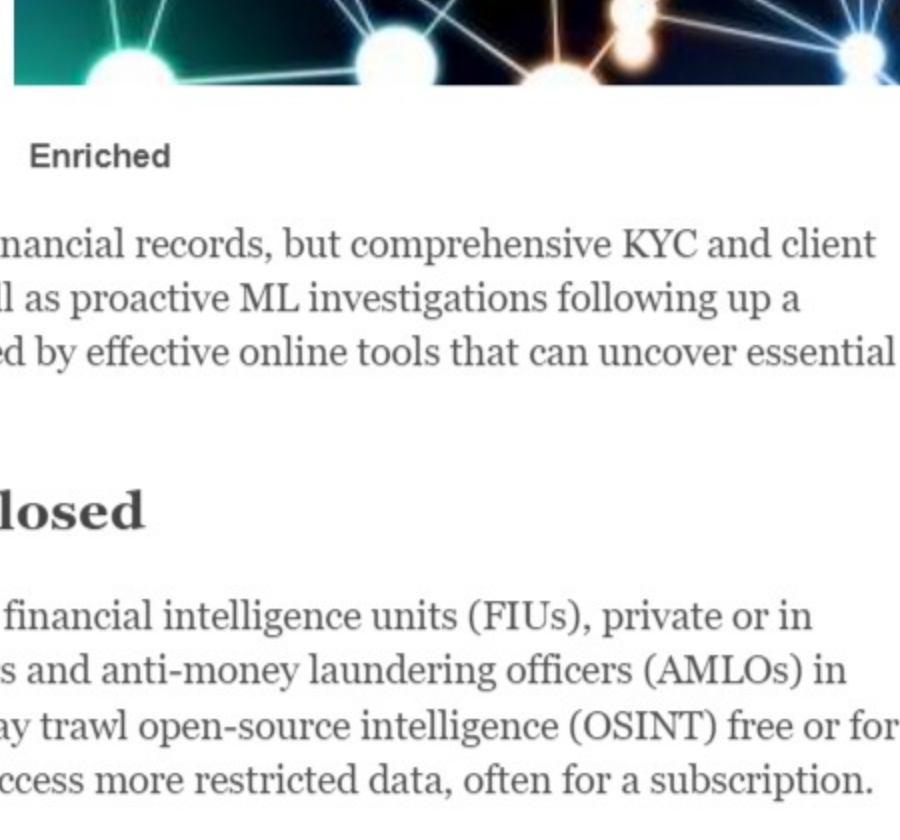 Enriched
nancial records, but comprehensive KYC and client
ll as proactive ML investigations following up a
ed by effective online tools that can uncover essential
losed
financial intelligence units (FIUs), private or in
s and anti-money laundering officers (AMLOs) in
ay trawl open-source intelligence (OSINT) free or for
ccess more restricted data, often for a subscription.